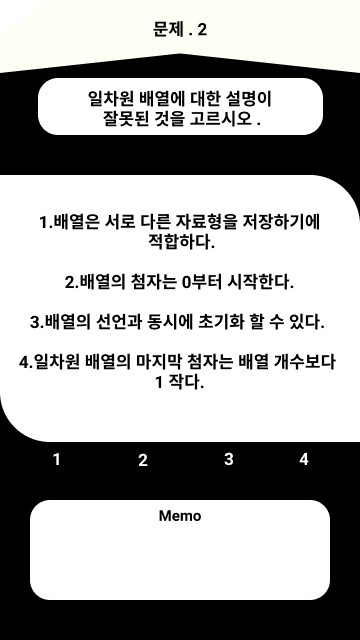 문제 . 2
일차원 배열에 대한 설명이
잘못된 것을 고르시오 .
1.배열은 서로 다른 자료형을 저장하기에
적합하다.
2.배열의 첨자는 0부터 시작한다.
3.배열의 선언과 동시에 초기화 할 수 있다.
4.일차원 배열의 마지막 첨자는 배열 개수보다
1 작다.
1 2 3 4
Memo